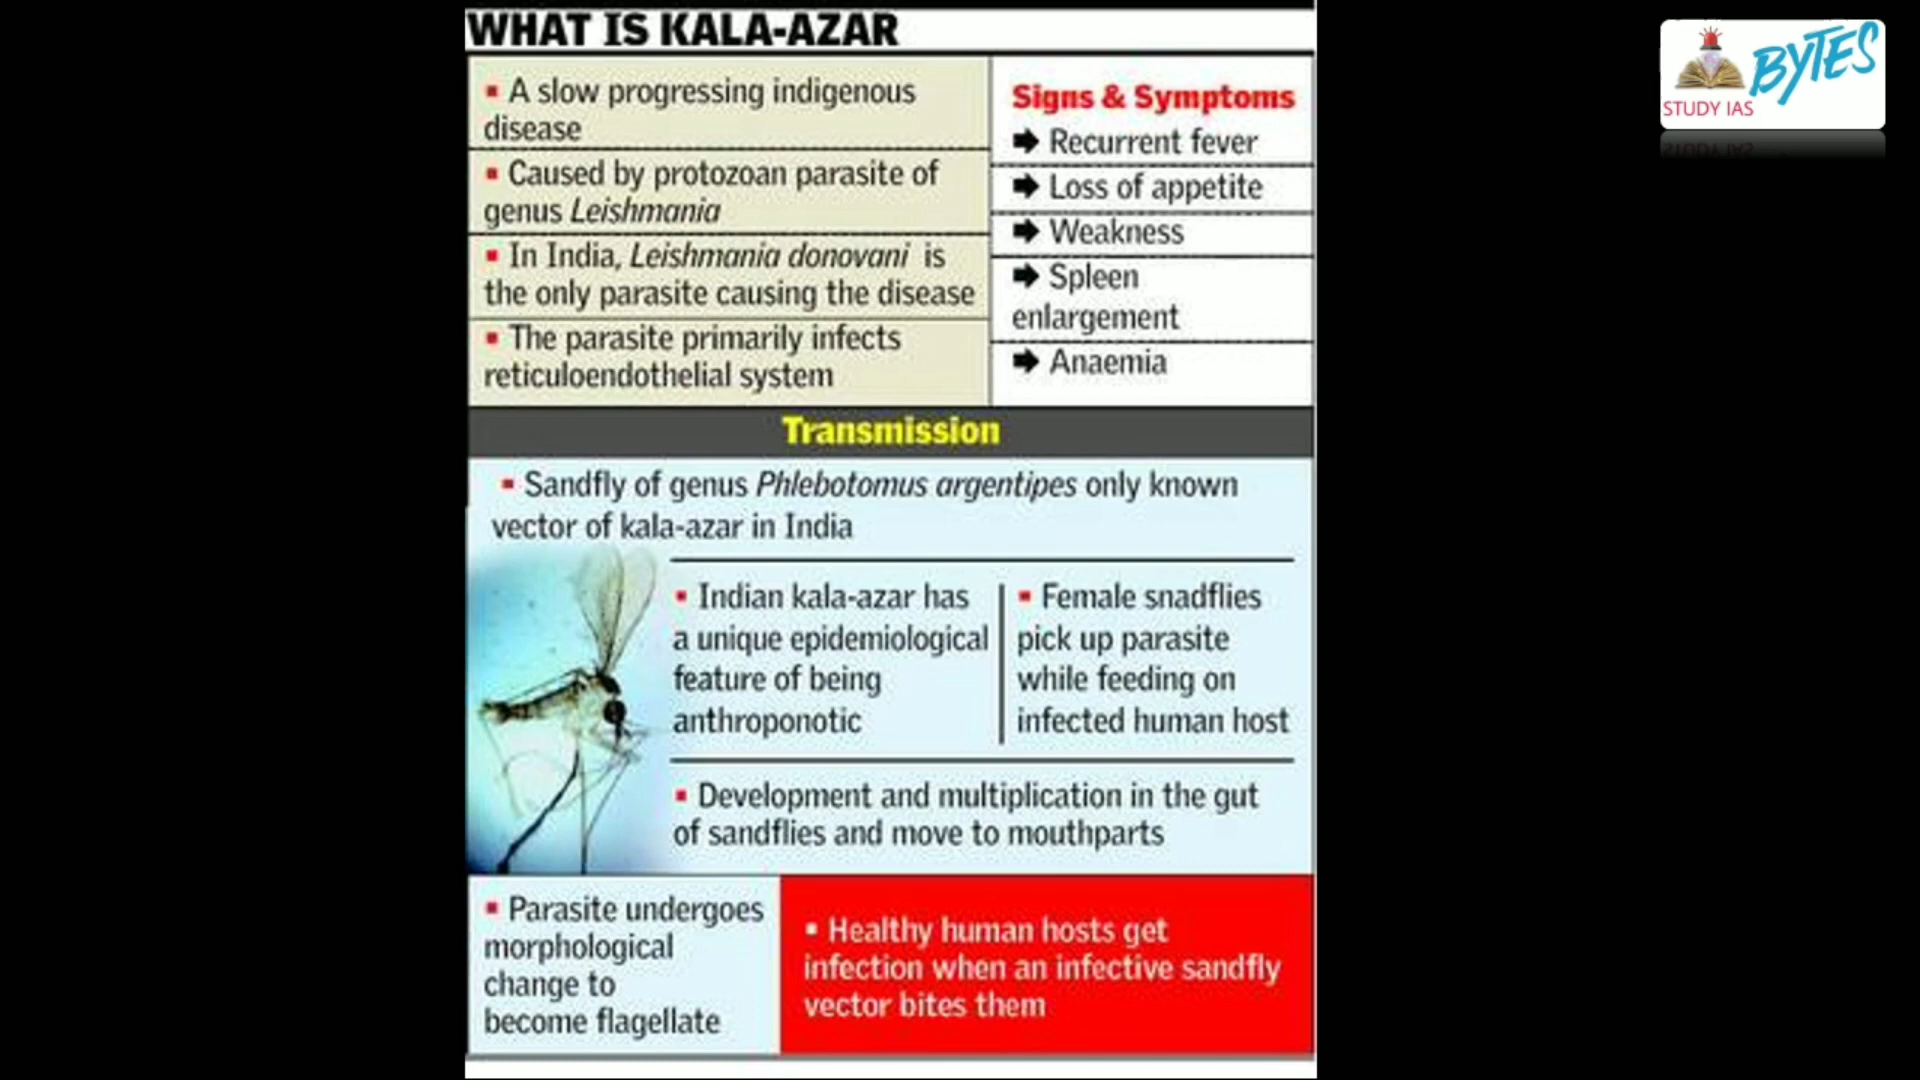 WHAT IS KALA-AZAR
▪ A slow progressing indigenous
disease
▪ Caused by protozoan parasite of
genus Leishmania
▪ In India, Leishmania donovani is
the only parasite causing the disease
▪ The parasite primarily infects
reticuloendothelial system
Signs & Symptoms
➡ Recurrent fever
➡ Loss of appetite
➡ Weakness
➡ Spleen
enlargement
➡ Anaemia
Transmission
▪ Sandfly of genus Phlebotomus argentipes only known
vector of kala-azar in India
▪ Indian kala-azar has
a unique epidemiological
feature of being
anthroponotic
▪ Female snadflies
pick up parasite
while feeding on
infected human host
▪ Development and multiplication in the gut
of sandflies and move to mouthparts
▪ Parasite undergoes
morphological
change to
become flagellate
▪ Healthy human hosts get
infection when an infective sandfly
vector bites them
BYTES
STUDY IAS